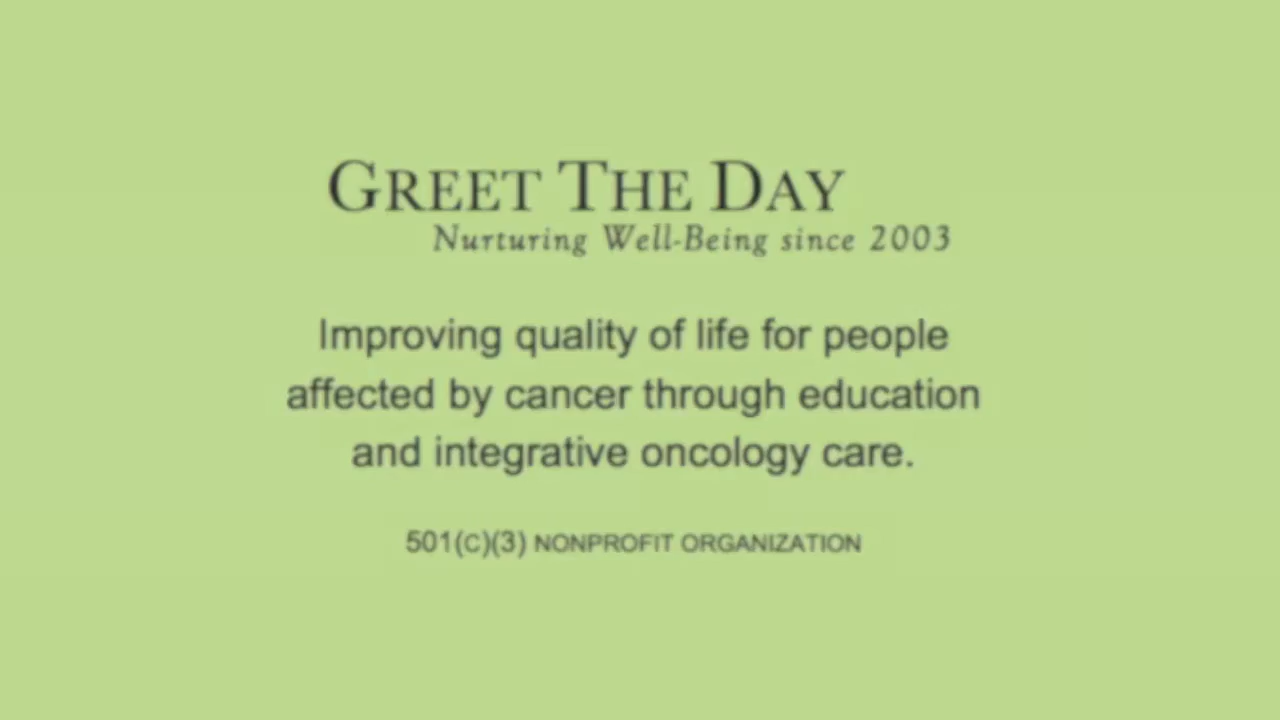 GREET THE DAY
Nurturing Well-Being since 2003
Improving quality of life for people
affected by cancer through education
and integrative oncology care.
501(C)(3) NONPROFIT ORGANIZATION